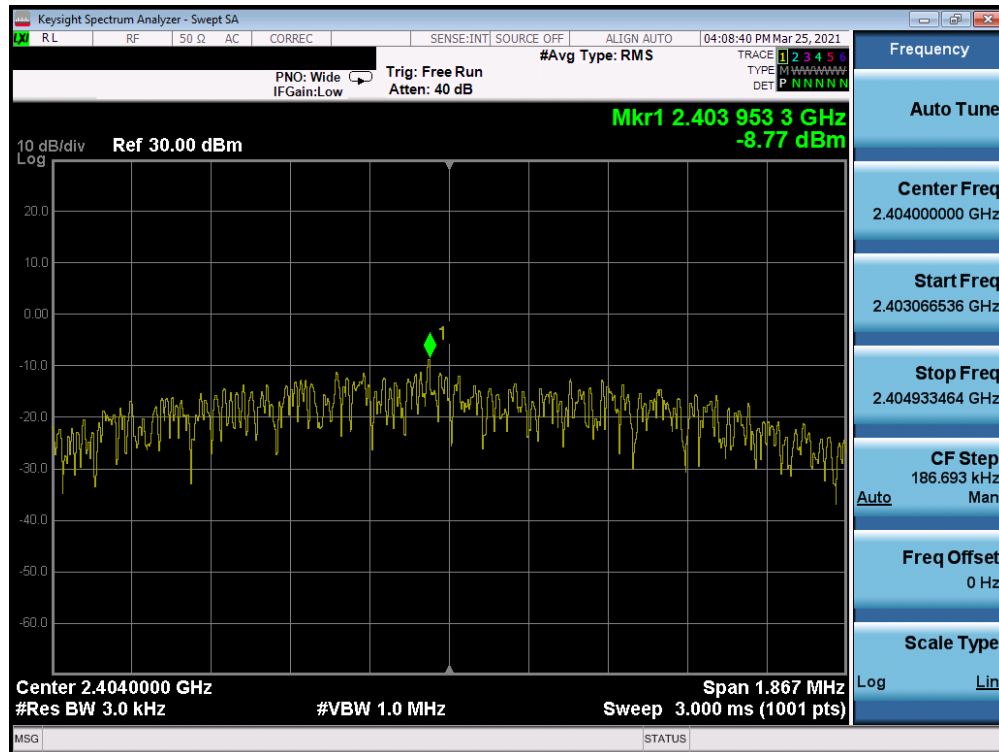 Keysight Spectrum Analyzer - Swept SA
LXI RL RF 50 Ω AC CORREC SENSE:INT SOURCE OFF ALIGN AUTO 04:08:40 PM Mar 25, 2021
#Avg Type: RMS
TRACE 1 2 3 4 5 6
TYPE M WWWWW
DET P N N N N N
PNO: Wide
IFGain:Low
Trig: Free Run
Atten: 40 dB
Mkr1 2.403 953 3 GHz
-8.77 dBm
10 dB/div
Log
Ref 30.00 dBm
20.0
10.0
0.00
-10.0
-20.0
-30.0
-40.0
-50.0
-60.0
1
Center 2.4040000 GHz
Span 1.867 MHz
#Res BW 3.0 kHz
#VBW 1.0 MHz
Sweep 3.000 ms (1001 pts)
MSG
STATUS
Frequency
Auto Tune
Center Freq
2.404000000 GHz
Start Freq
2.403066536 GHz
Stop Freq
2.404933464 GHz
CF Step
186.693 kHz
Auto Man
Freq Offset
0 Hz
Scale Type
Log Lin